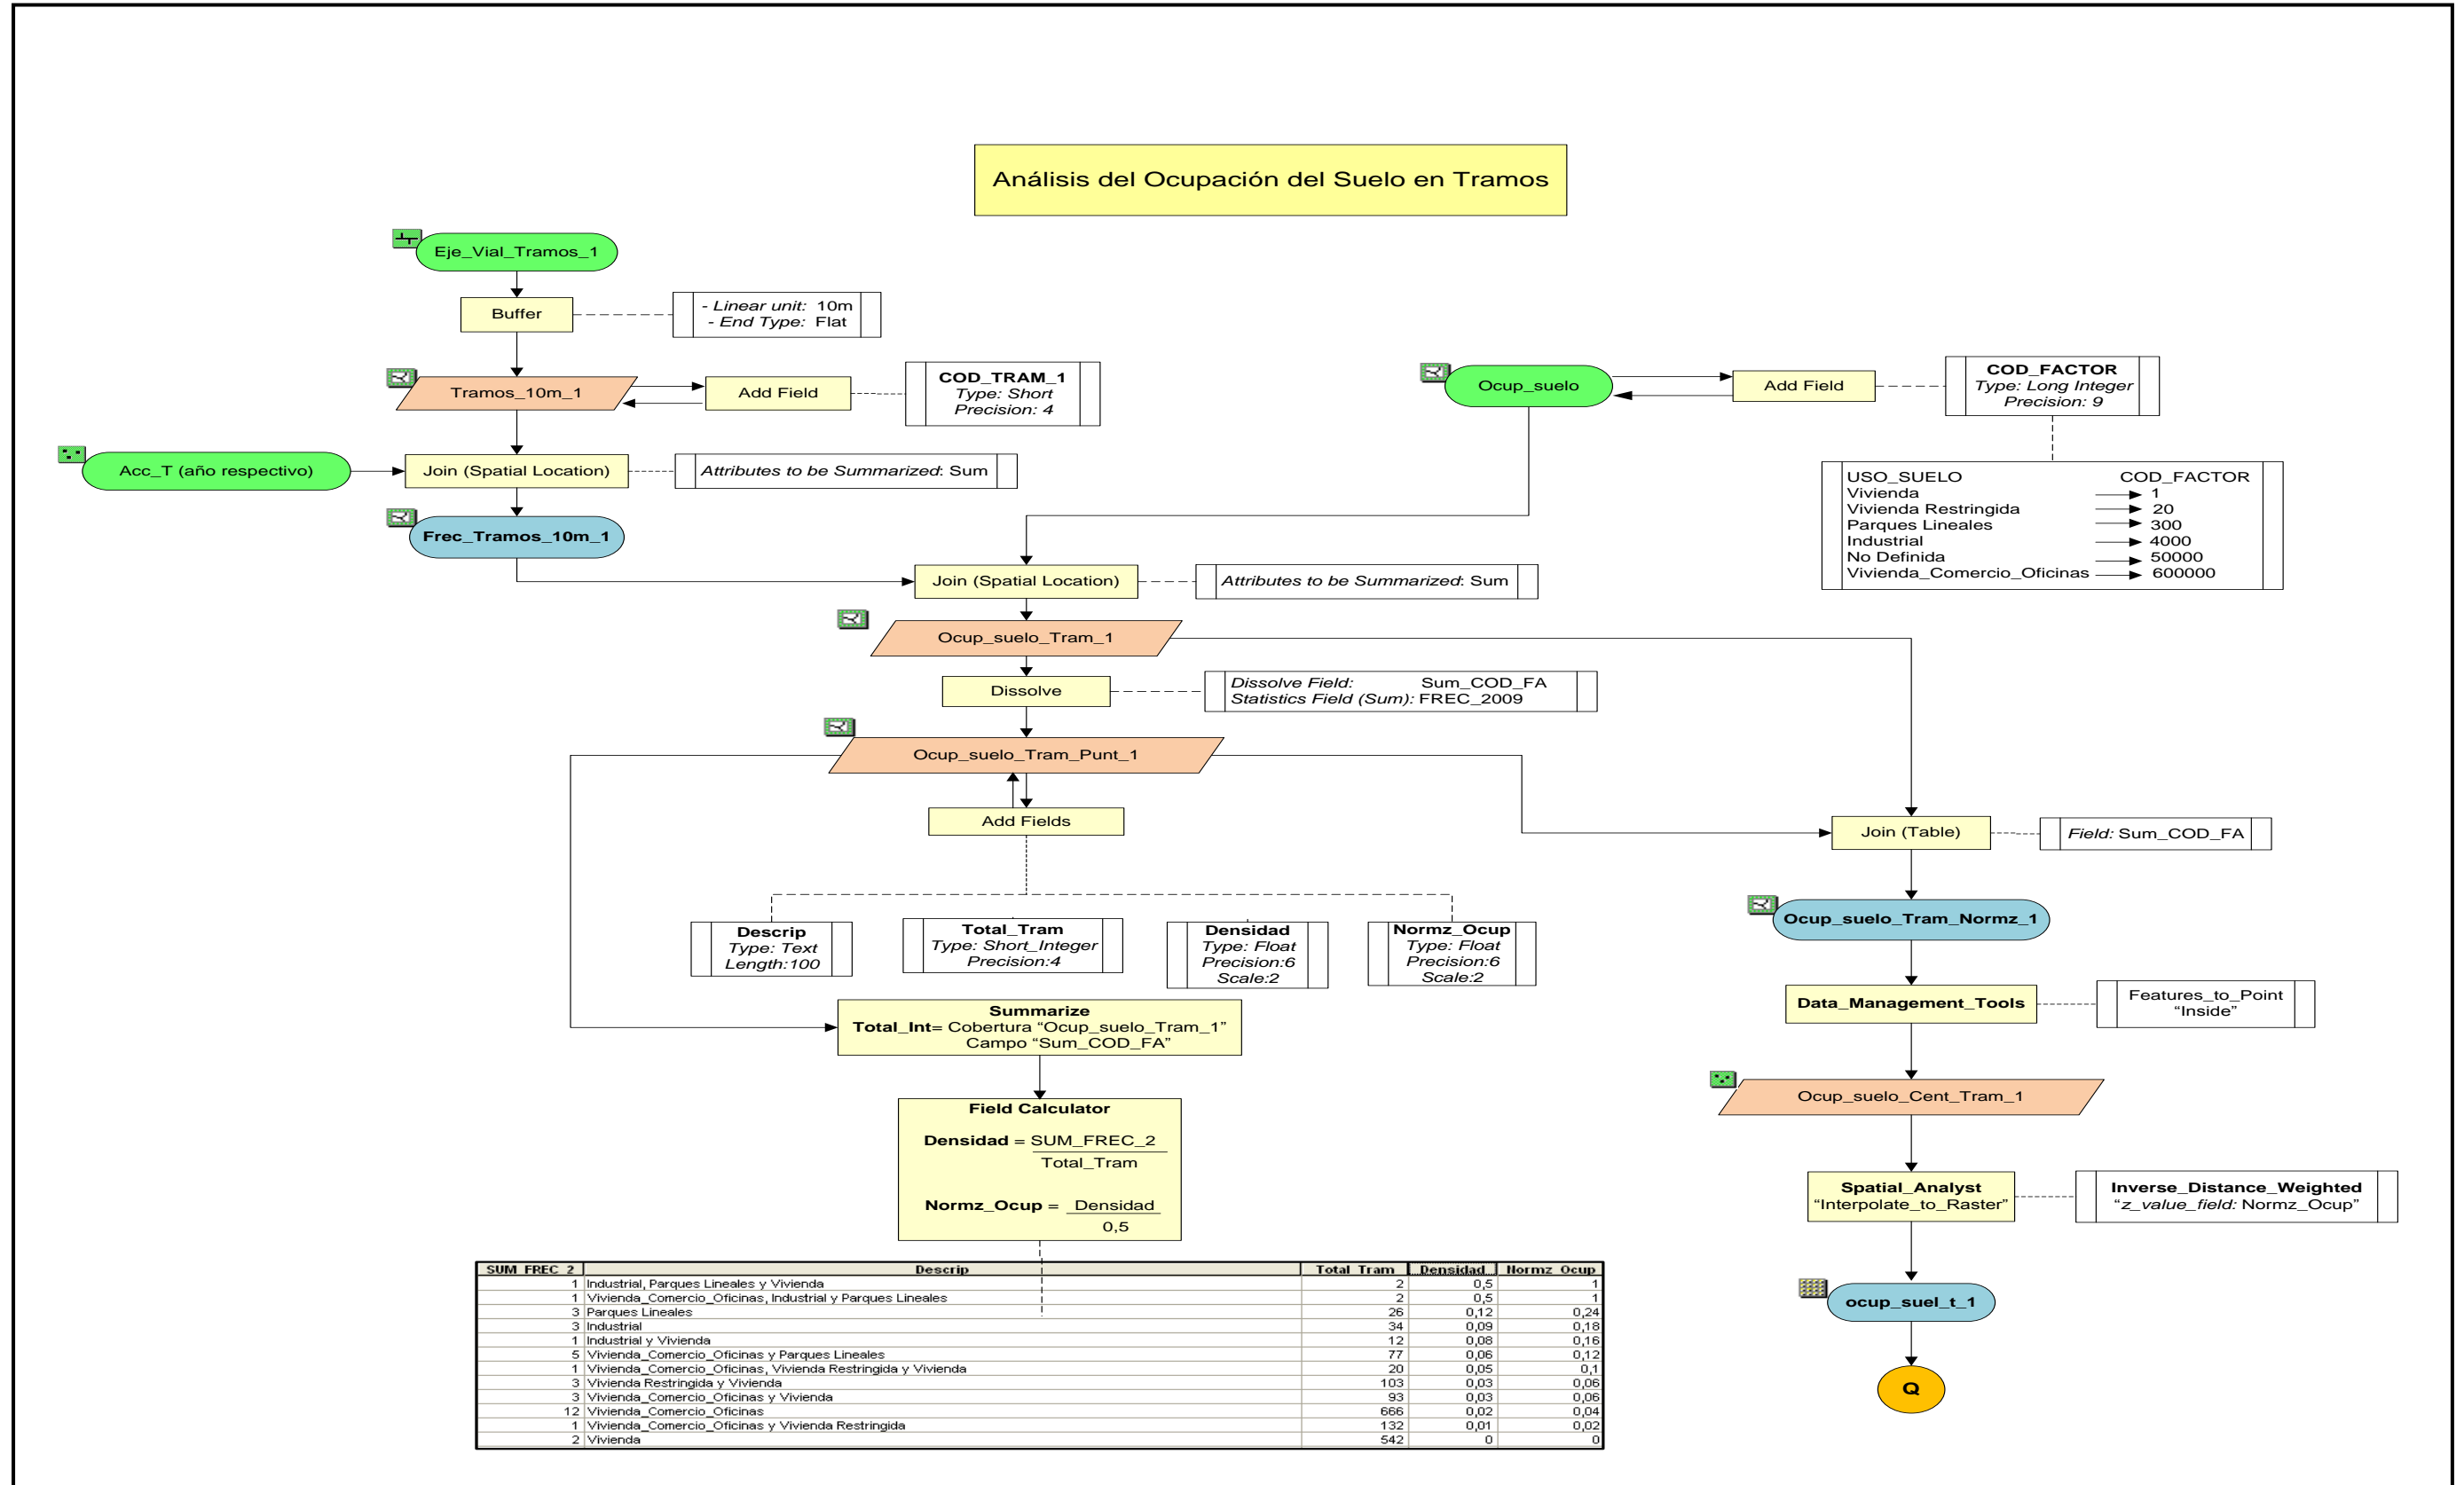 Análisis del Ocupación del Suelo en Tramos
Eje_Vial_Tramos_1
Buffer
- Linear unit: 10m
- End Type: Flat
Tramos_10m_1
Add Field
COD_TRAM_1
Type: Short
Precision: 4
Acc_T (año respectivo)
Join (Spatial Location)
Attributes to be Summarized: Sum
Frec_Tramos_10m_1
Ocup_suelo
Add Field
COD_FACTOR
Type: Long Integer
Precision: 9
USO_SUELO COD_FACTOR
Vivienda 1
Vivienda Restringida 20
Parques Lineales 300
Industrial 4000
No Definida 50000
Vivienda_Comercio_Oficinas 600000
Join (Spatial Location)
Attributes to be Summarized: Sum
Ocup_suelo_Tram_1
Dissolve
Dissolve Field: Sum_COD_FA
Statistics Field (Sum): FREC_2009
Ocup_suelo_Tram_Punt_1
Add Fields
Descrip
Type: Text
Length:100
Total_Tram
Type: Short_Integer
Precision:4
Densidad
Type: Float
Precision:6
Scale:2
Normz_Ocup
Type: Float
Precision:6
Scale:2
Summarize
Total_Int= Cobertura “Ocup_suelo_Tram_1”
Campo “Sum_COD_FA”
Field Calculator
Densidad = SUM_FREC_2
Total_Tram
Normz_Ocup = Densidad
0,5
SUM_FREC_2 Descrip Total_Tram Densidad Normz_Ocup
1 Industrial, Parques Lineales y Vivienda 2 0,5 1
1 Vivienda_Comercio_Oficinas, Industrial y Parques Lineales 2 0,5 1
3 Parques Lineales 26 0,12 0,24
3 Industrial 34 0,09 0,18
1 Industrial y Vivienda 12 0,08 0,16
5 Vivienda_Comercio_Oficinas y Parques Lineales 77 0,06 0,12
1 Vivienda_Comercio_Oficinas, Vivienda Restringida y Vivienda 20 0,05 0,1
3 Vivienda Restringida y Vivienda 103 0,03 0,06
3 Vivienda_Comercio_Oficinas y Vivienda 93 0,03 0,06
12 Vivienda_Comercio_Oficinas 666 0,02 0,04
1 Vivienda_Comercio_Oficinas y Vivienda Restringida 132 0,01 0,02
2 Vivienda 542 0 0
Join (Table)
Field: Sum_COD_FA
Ocup_suelo_Tram_Normz_1
Data_Management_Tools
Features_to_Point
“Inside”
Ocup_suelo_Cent_Tram_1
Spatial_Analyst
“Interpolate_to_Raster”
Inverse_Distance_Weighted
“z_value_field: Normz_Ocup”
ocup_suel_t_1
Q